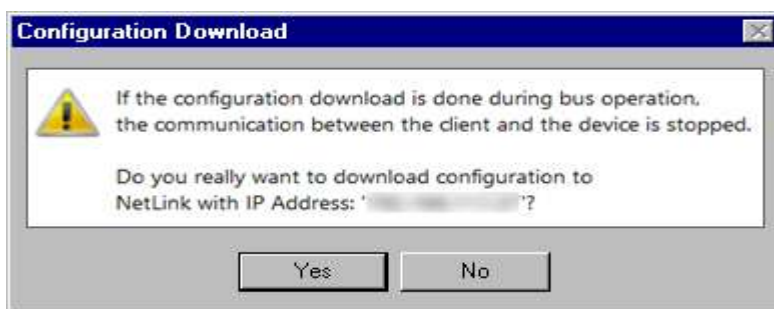 Configuration Download
If the configuration download is done during bus operation,
the communication between the client and the device is stopped.
Do you really want to download configuration to
NetLink with IP Address: ' '?
Yes
No